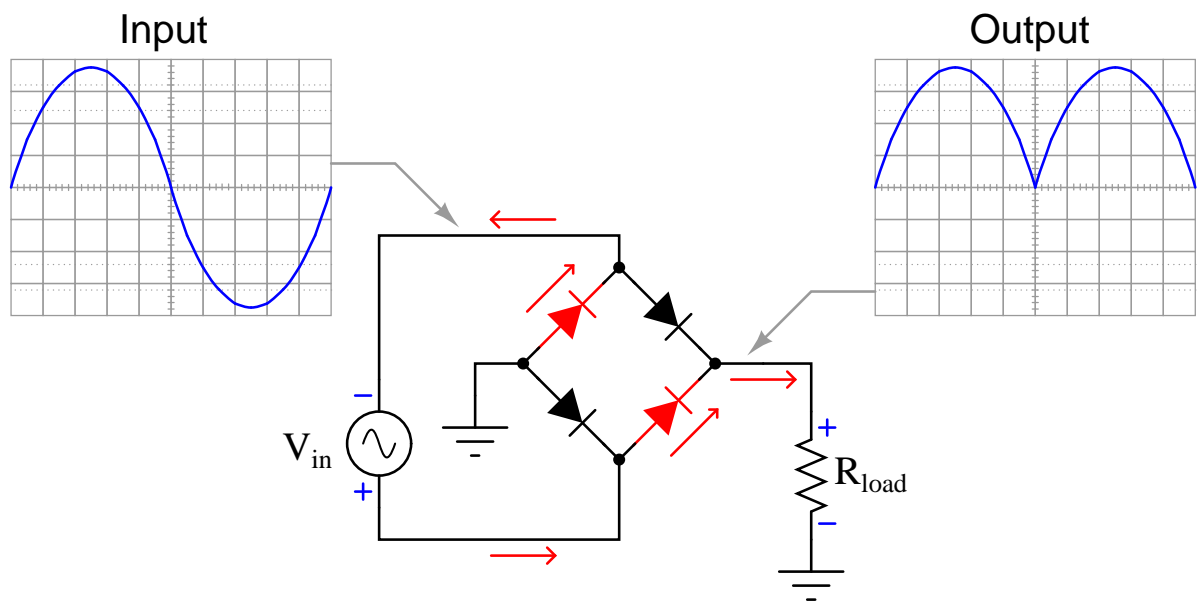 Input
Output
−
V_in
+
+
R_load
−